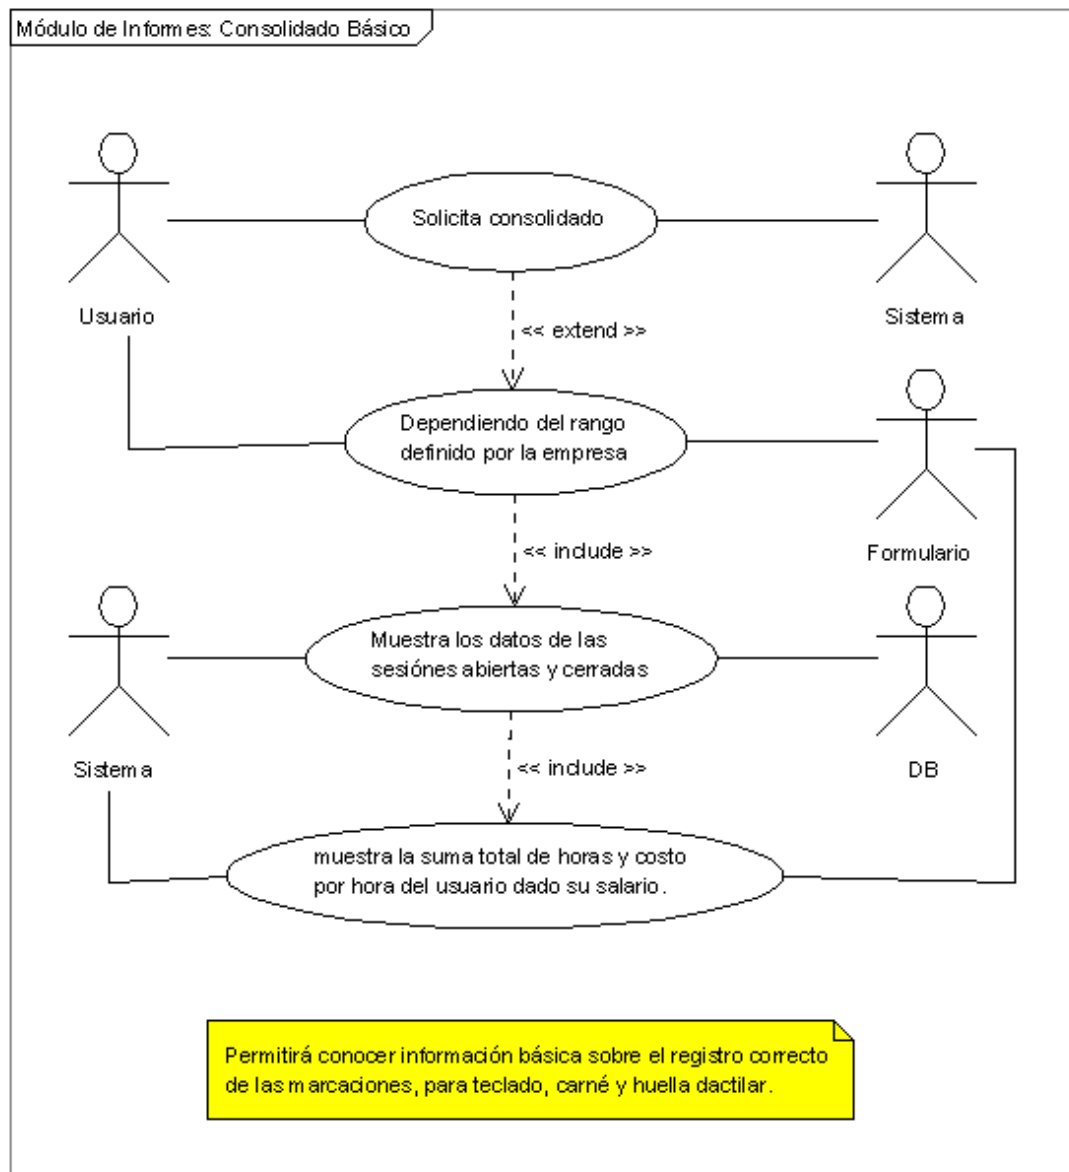 Módulo de Informes: Consolidado Básico
Solicita consolidado
Usuario
Sistema
<< extend >>
Dependiendo del rango
definido por la empresa
<< include >>
Formulario
Muestra los datos de las
sesiónes abiertas y cerradas
Sistema
<< include >>
DB
muestra la suma total de horas y costo
por hora del usuario dado su salario.
Permitirá conocer información básica sobre el registro correcto
de las marcaciones, para teclado, carné y huella dactilar.